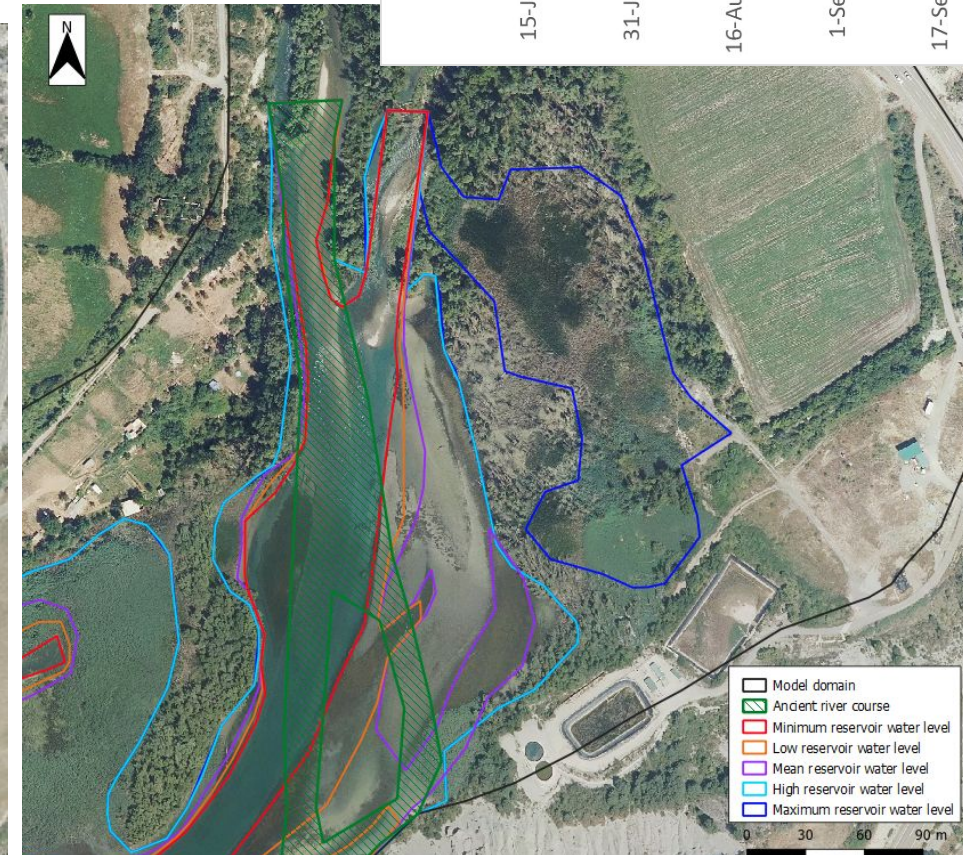 15-J
31-J
16-Au
1-Se
17-Se
N
Model domain
Ancient river course
Minimum reservoir water level
Low reservoir water level
Mean reservoir water level
High reservoir water level
Maximum reservoir water level
0 30 60 90 m